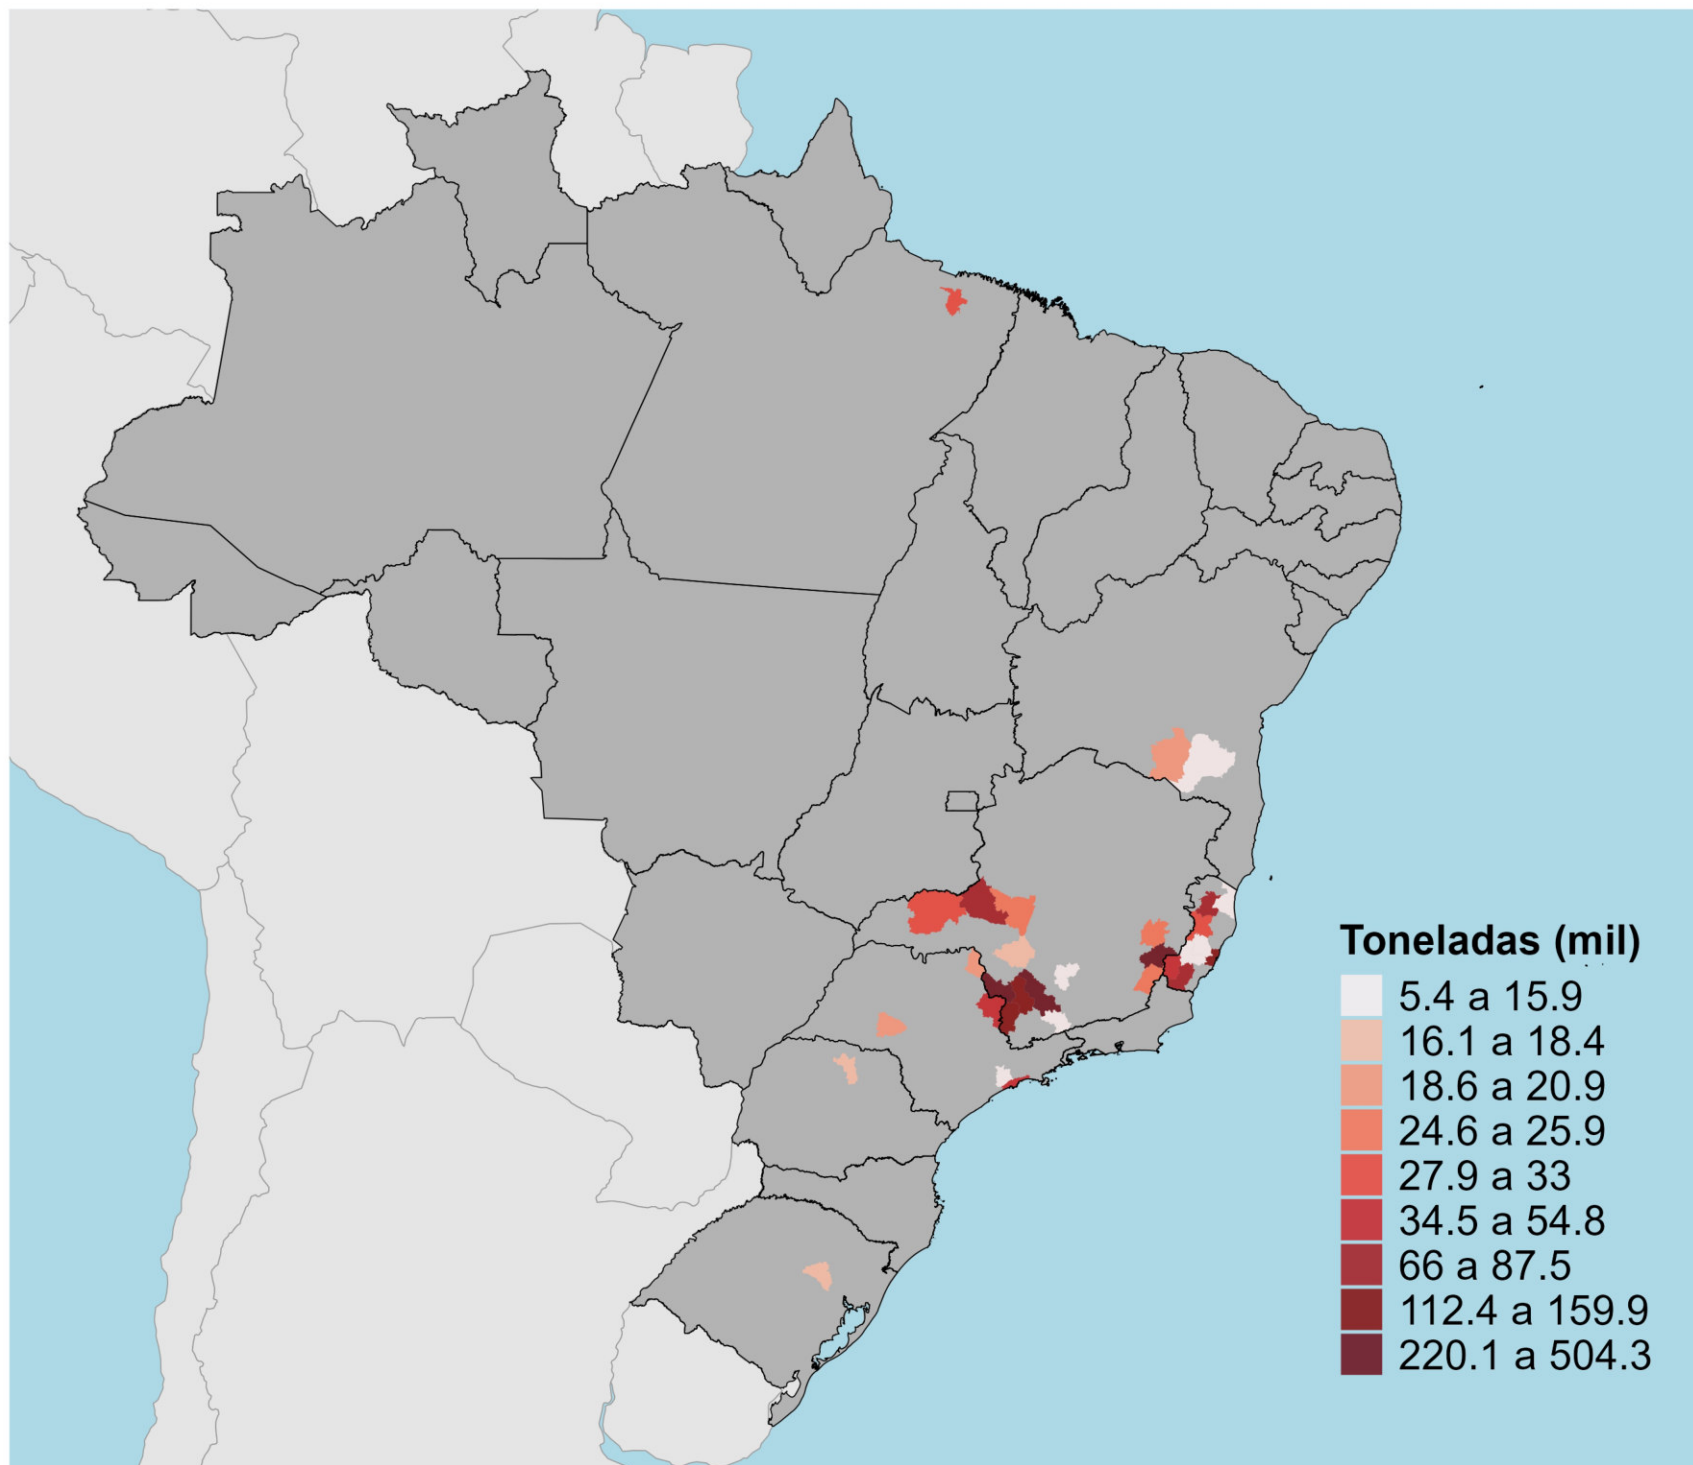 Toneladas (mil)
5.4 a 15.9
16.1 a 18.4
18.6 a 20.9
24.6 a 25.9
27.9 a 33
34.5 a 54.8
66 a 87.5
112.4 a 159.9
220.1 a 504.3